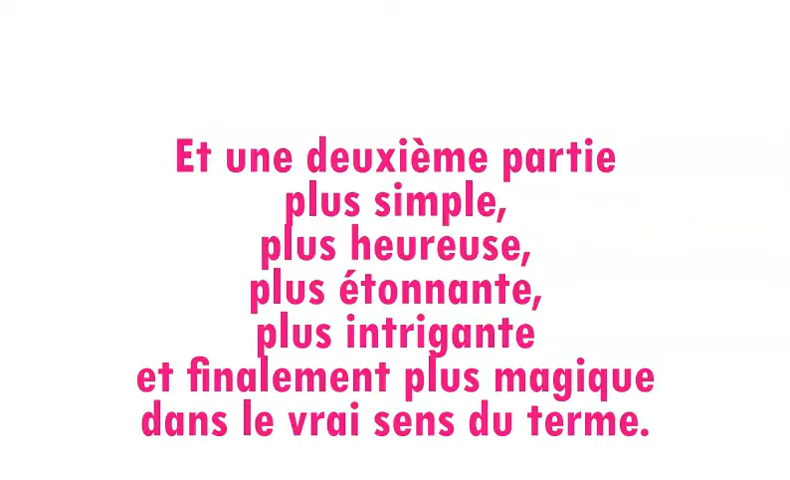 Et une deuxième partie
plus simple,
plus heureuse,
plus étonnante,
plus intrigante
et finalement plus magique
dans le vrai sens du terme.